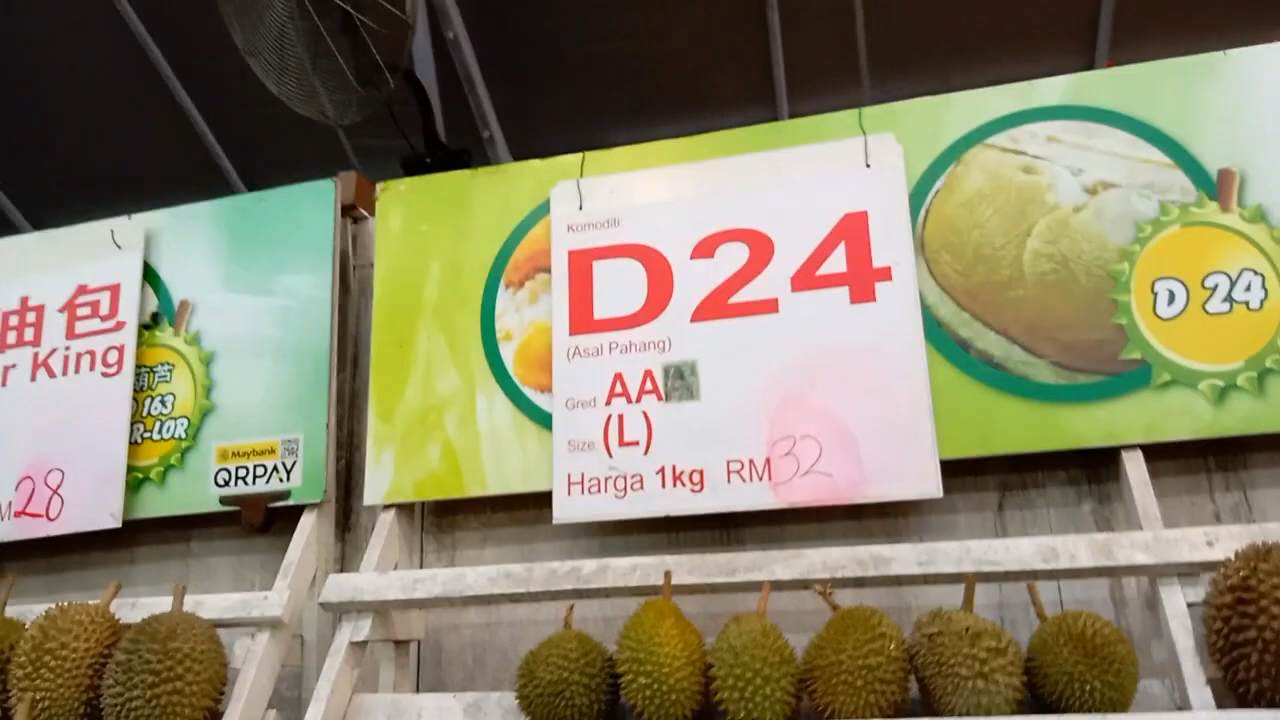 油包
r King
M28
葫芦
163
R-LOR
Maybank
QRPAY
Komoditi:
D24
(Asal Pahang)
Gred AA
Size: (L)
Harga 1kg RM32
D 24